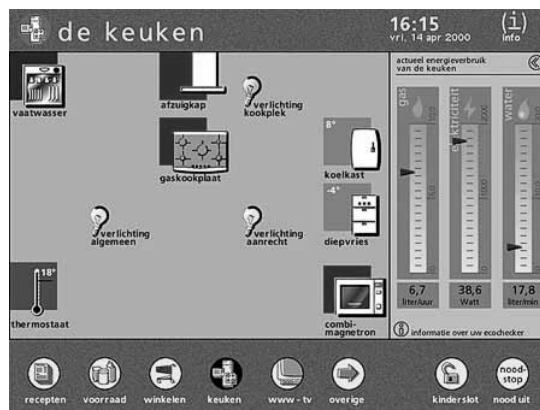 de keuken
16:15
vri, 14 apr 2000
(i)
info
actueel energieverbruik
van de keuken
vaatwasser
afzuigkap
verlichting
kookplek
gaskookplaat
8°
koelkast
verlichting
algemeen
verlichting
aanrecht
-4°
diepvries
18°
thermostaat
combi-
magnetron
gas
elektriciteit
water
6,7
liter/uur
38,6
Watt
17,8
liter/min
informatie over uw ecochecker
recepten
voorraad
winkelen
keuken
www - tv
overige
kinderslot
nood-
stop
nood uit